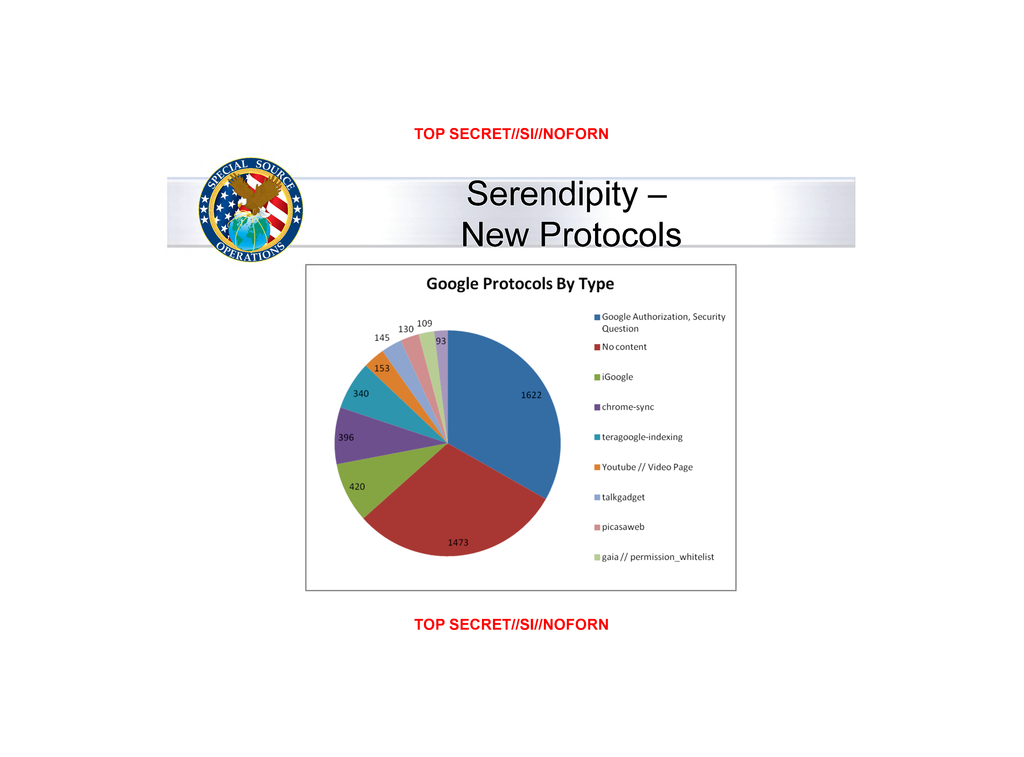 TOP SECRET//SI//NOFORN
SPECIAL SOURCE
OPERATIONS
Serendipity –
New Protocols
Google Protocols By Type
109
130
145
93
153
340
396
420
1473
1622
Google Authorization, Security
Question
No content
iGoogle
chrome-sync
teragoogle-indexing
Youtube // Video Page
talkgadget
picasaweb
gaia // permission_whitelist
TOP SECRET//SI//NOFORN